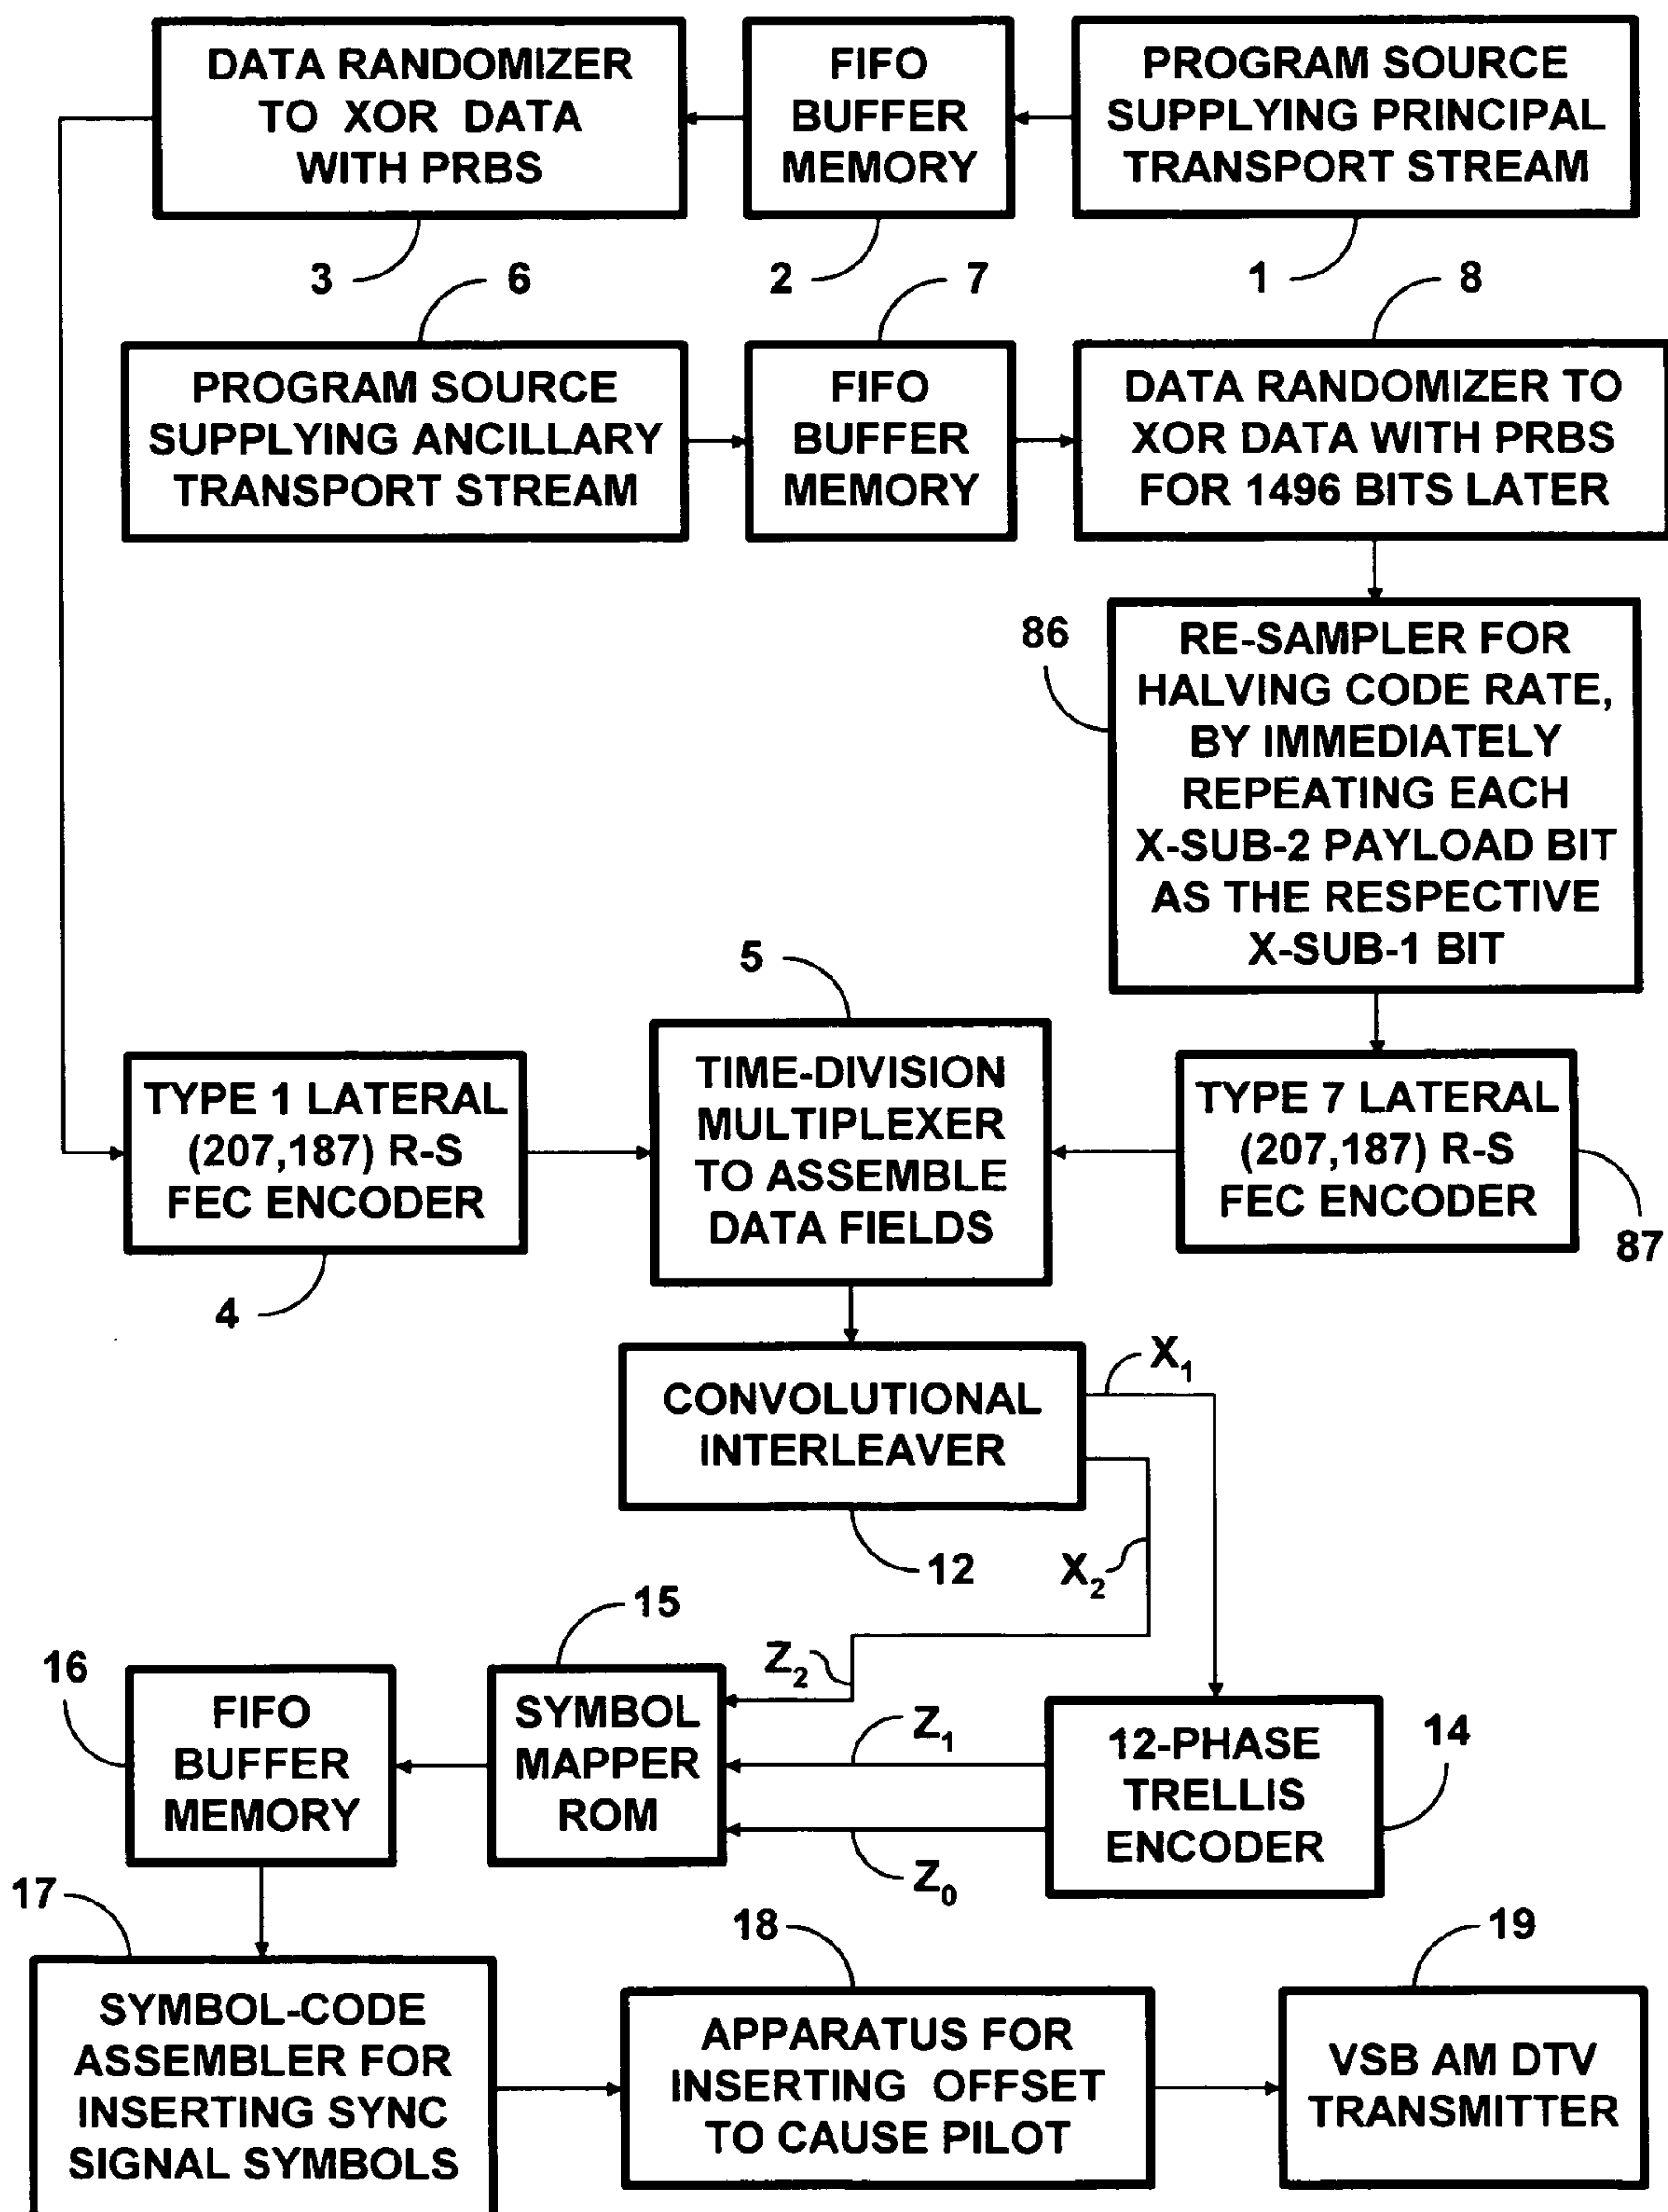 DATA RANDOMIZER
TO XOR DATA
WITH PRBS
FIFO
BUFFER
MEMORY
PROGRAM SOURCE
SUPPLYING PRINCIPAL
TRANSPORT STREAM
3
6
2
7
1
8
PROGRAM SOURCE
SUPPLYING ANCILLARY
TRANSPORT STREAM
FIFO
BUFFER
MEMORY
DATA RANDOMIZER TO
XOR DATA WITH PRBS
FOR 1496 BITS LATER
86
RE-SAMPLER FOR
HALVING CODE RATE,
BY IMMEDIATELY
REPEATING EACH
X-SUB-2 PAYLOAD BIT
AS THE RESPECTIVE
X-SUB-1 BIT
5
TYPE 1 LATERAL
(207,187) R-S
FEC ENCODER
TIME-DIVISION
MULTIPLEXER
TO ASSEMBLE
DATA FIELDS
TYPE 7 LATERAL
(207,187) R-S
FEC ENCODER
87
4
CONVOLUTIONAL
INTERLEAVER
X₁
12
X₂
15
16
Z₂
FIFO
BUFFER
MEMORY
SYMBOL
MAPPER
ROM
Z₁
Z₀
12-PHASE
TRELLIS
ENCODER
14
17
18
19
SYMBOL-CODE
ASSEMBLER FOR
INSERTING SYNC
SIGNAL SYMBOLS
APPARATUS FOR
INSERTING OFFSET
TO CAUSE PILOT
VSB AM DTV
TRANSMITTER